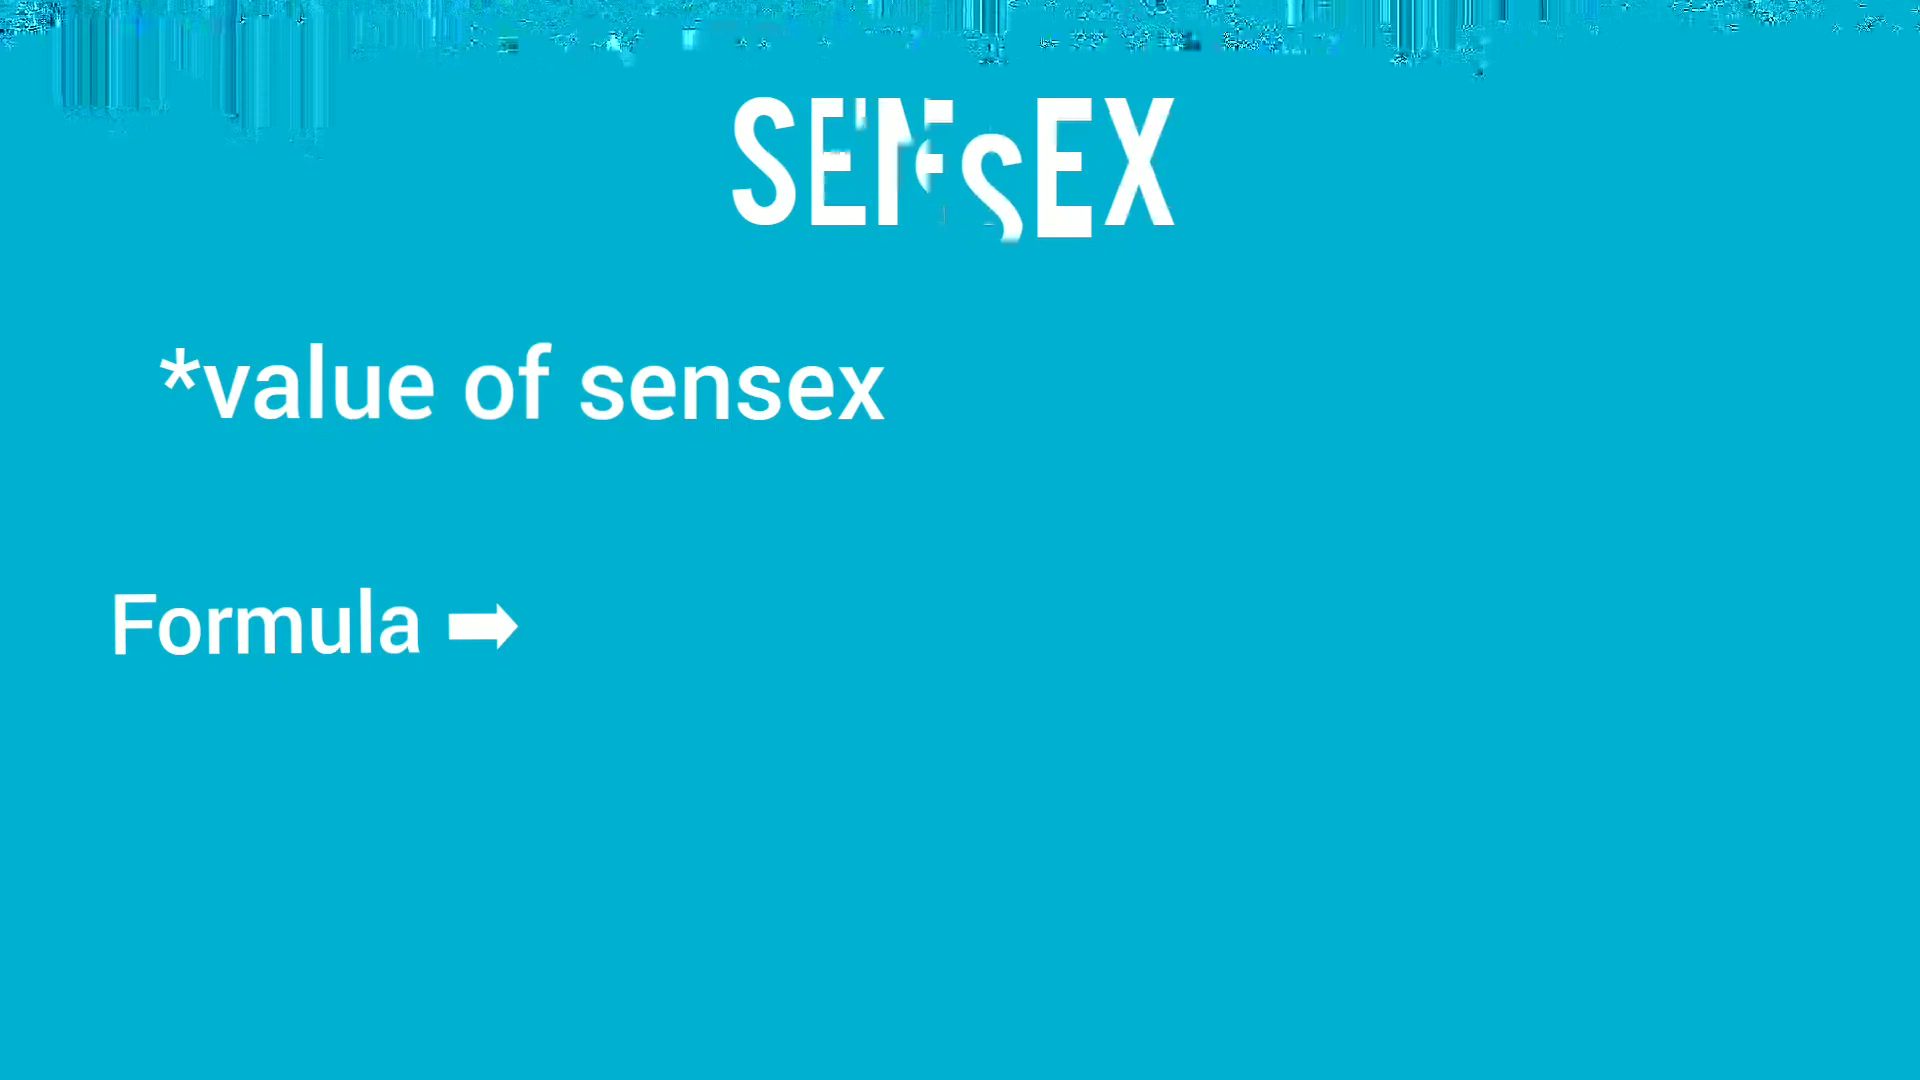 SENSEX
*value of sensex
Formula ➡